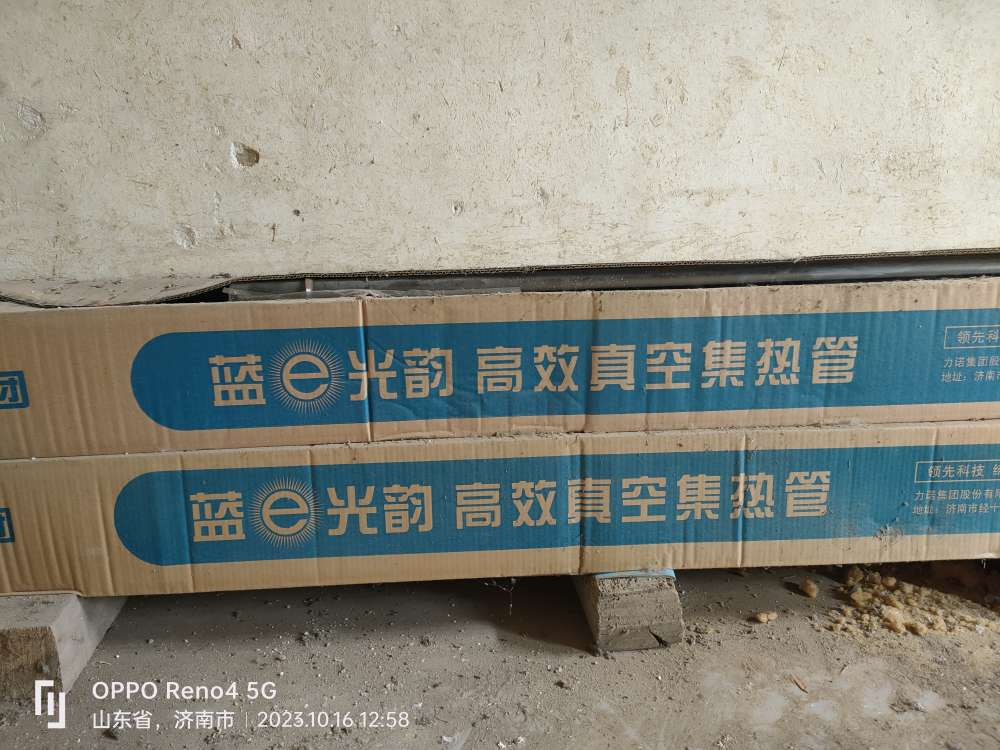 团
蓝e光韵 高效真空集热管
领先科
力诺集团股
地址：济南市
蓝e光韵 高效真空集热管
领先科技
力诺集团股份有
地址：济南市经十
OPPO Reno4 5G
山东省，济南市 | 2023.10.16 12:58